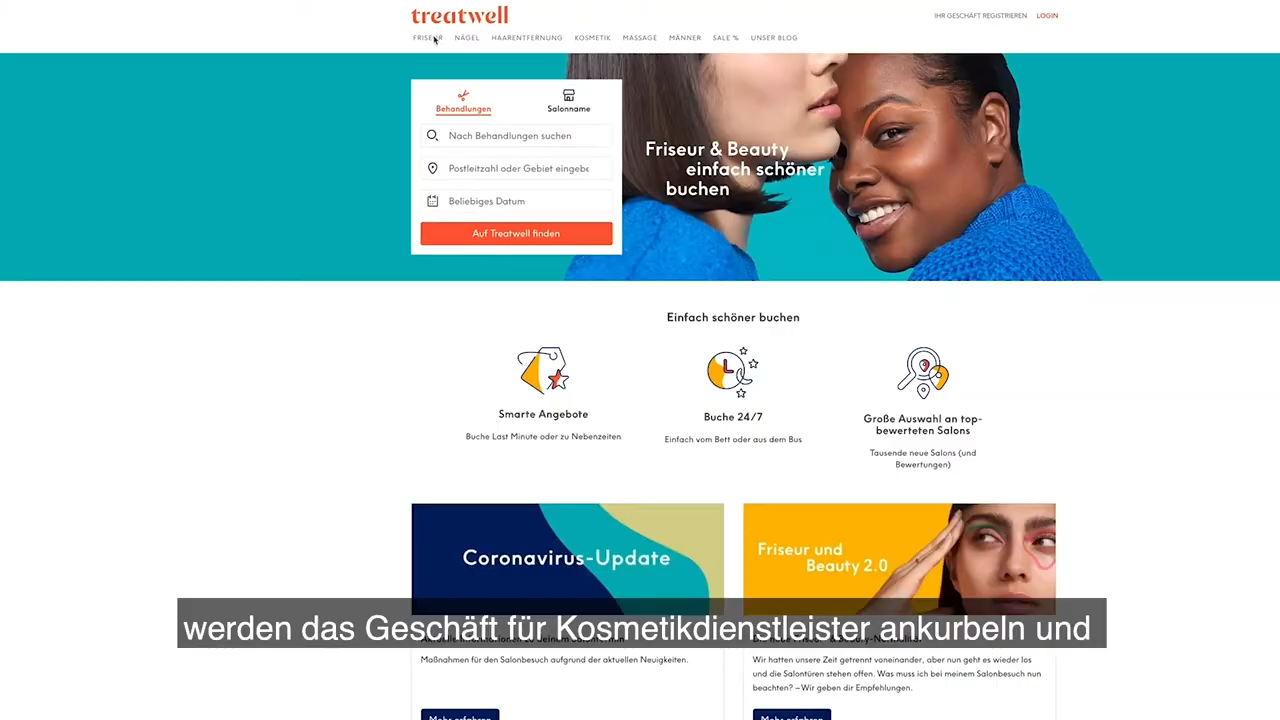 treatwell
IHR GESCHÄFT REGISTRIEREN LOGIN
FRISEUR NÄGEL HAARENTFERNUNG KOSMETIK MASSAGE MÄNNER SALE % UNSER BLOG
Behandlungen Salonname
Nach Behandlungen suchen
Postleitzahl oder Gebiet eingebe
Beliebiges Datum
Auf Treatwell finden
Friseur & Beauty
einfach schöner
buchen
Einfach schöner buchen
Smarte Angebote
Buche Last Minute oder zu Nebenzeiten
Buche 24/7
Einfach vom Bett oder aus dem Bus
Große Auswahl an top-
bewerteten Salons
Tausende neue Salons (und
Bewertungen)
Coronavirus-Update
Friseur und
Beauty 2.0
werden das Geschäft für Kosmetikdienstleister ankurbeln und
Maßnahmen für den Salonbesuch aufgrund der aktuellen Neuigkeiten.
Wir hatten unsere Zeit getrennt voneinander, aber nun geht es wieder los
und die Salontüren stehen offen. Was muss ich bei meinem Salonbesuch nun
beachten? – Wir geben dir Empfehlungen.
Mehr erfahren
Mehr erfahren